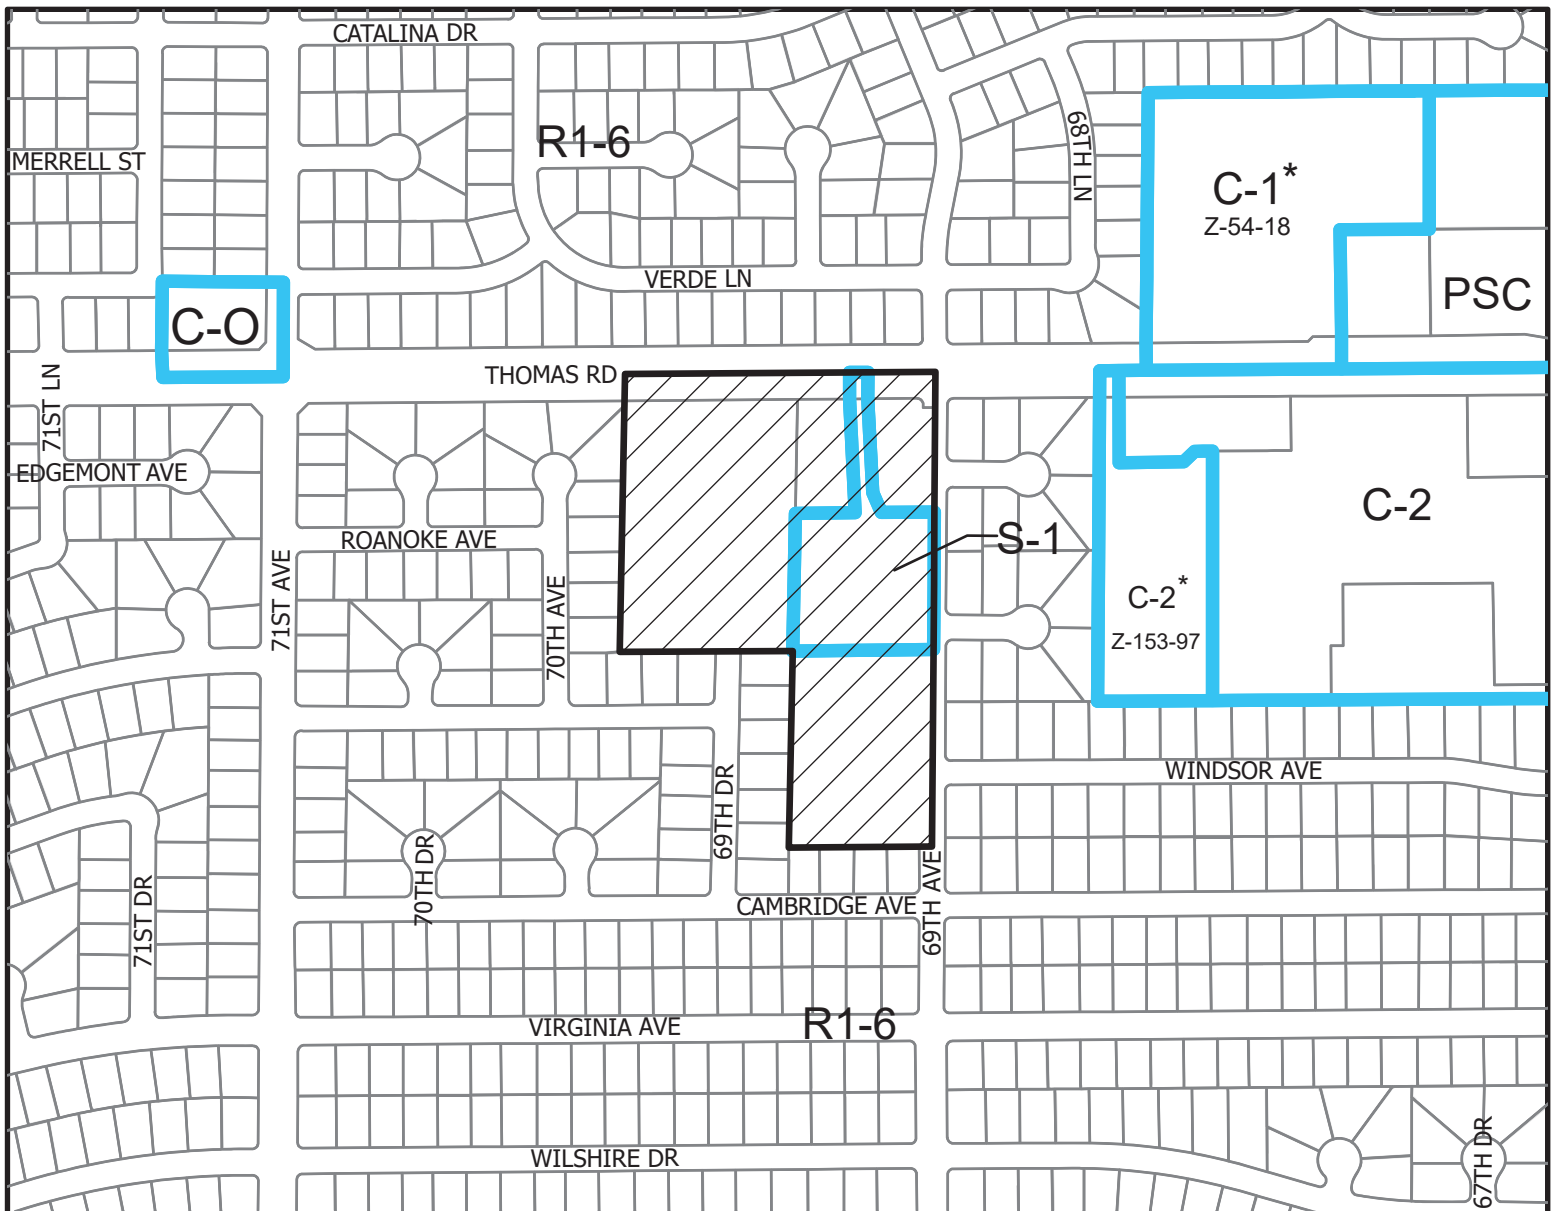 CATALINA DR
68TH LN
R1-6
MERRELL ST
C-1*
Z-54-18
VERDE LN
PSC
C-O
THOMAS RD
71ST LN
EDGEMONT AVE
C-2
ROANOKE AVE
S-1
71ST AVE
70TH AVE
C-2*
Z-153-97
WINDSOR AVE
69TH DR
70TH DR
69TH AVE
CAMBRIDGE AVE
71ST DR
R1-6
VIRGINIA AVE
WILSHIRE DR
67TH DR